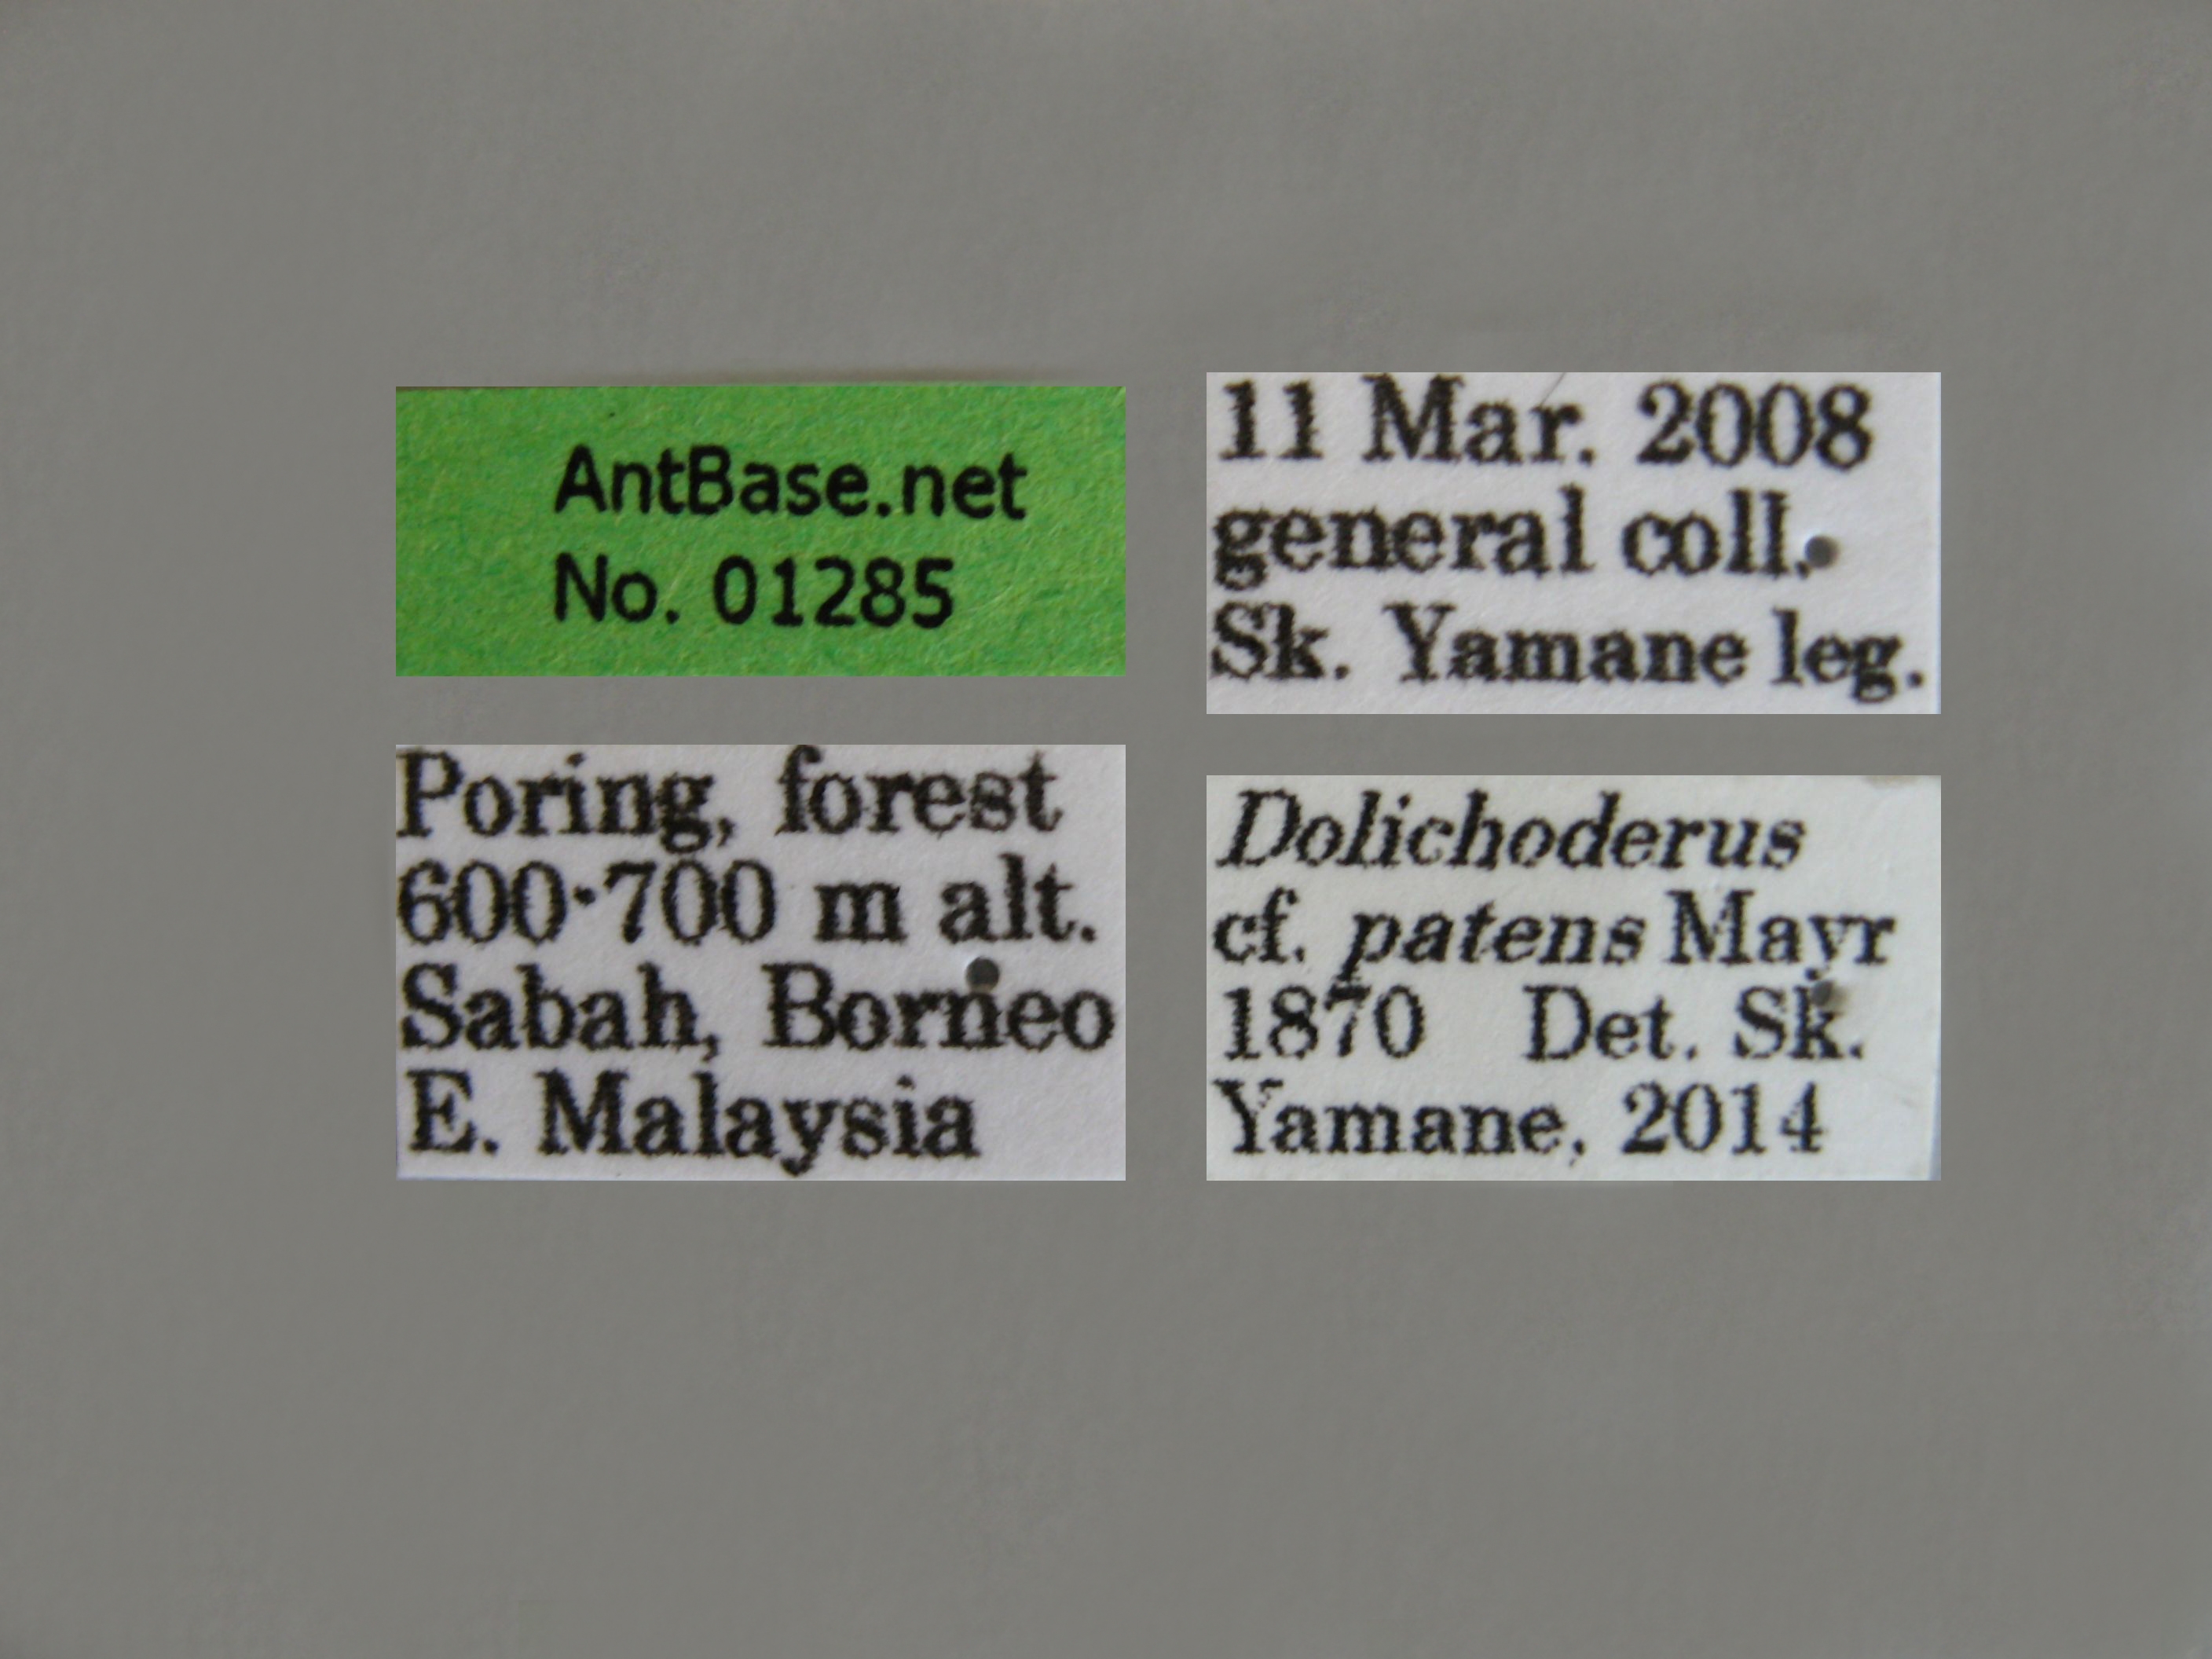 AntBase.net
No. 01285
11 Mar. 2008
general coll.
Sk. Yamane leg.
Poring, forest
600-700 m alt.
Sabah, Borneo
E. Malaysia
Dolichoderus
cf. patens Mayr
1870 Det. Sk.
Yamane, 2014